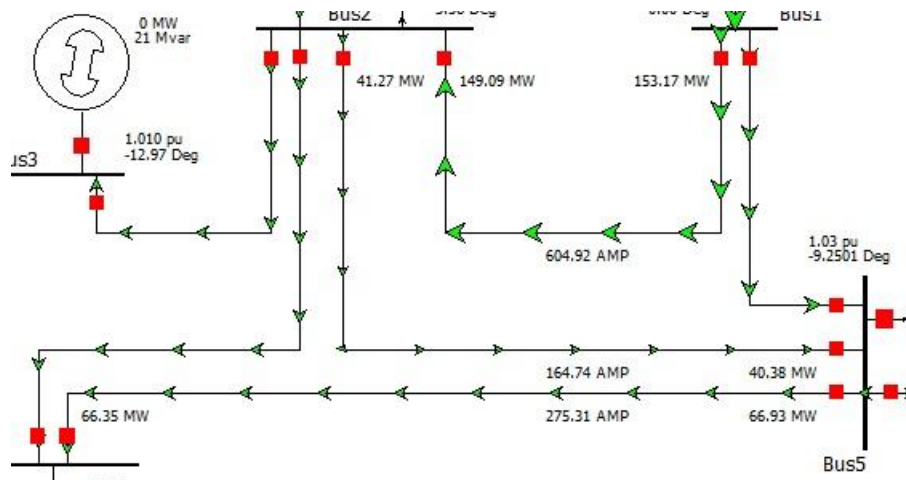 Bus2
Bus1
0 MW
21 Mvar
41.27 MW
149.09 MW
153.17 MW
1.010 pu
-12.97 Deg
us3
1.03 pu
-9.2501 Deg
604.92 AMP
164.74 AMP
40.38 MW
66.35 MW
275.31 AMP
66.93 MW
Bus5